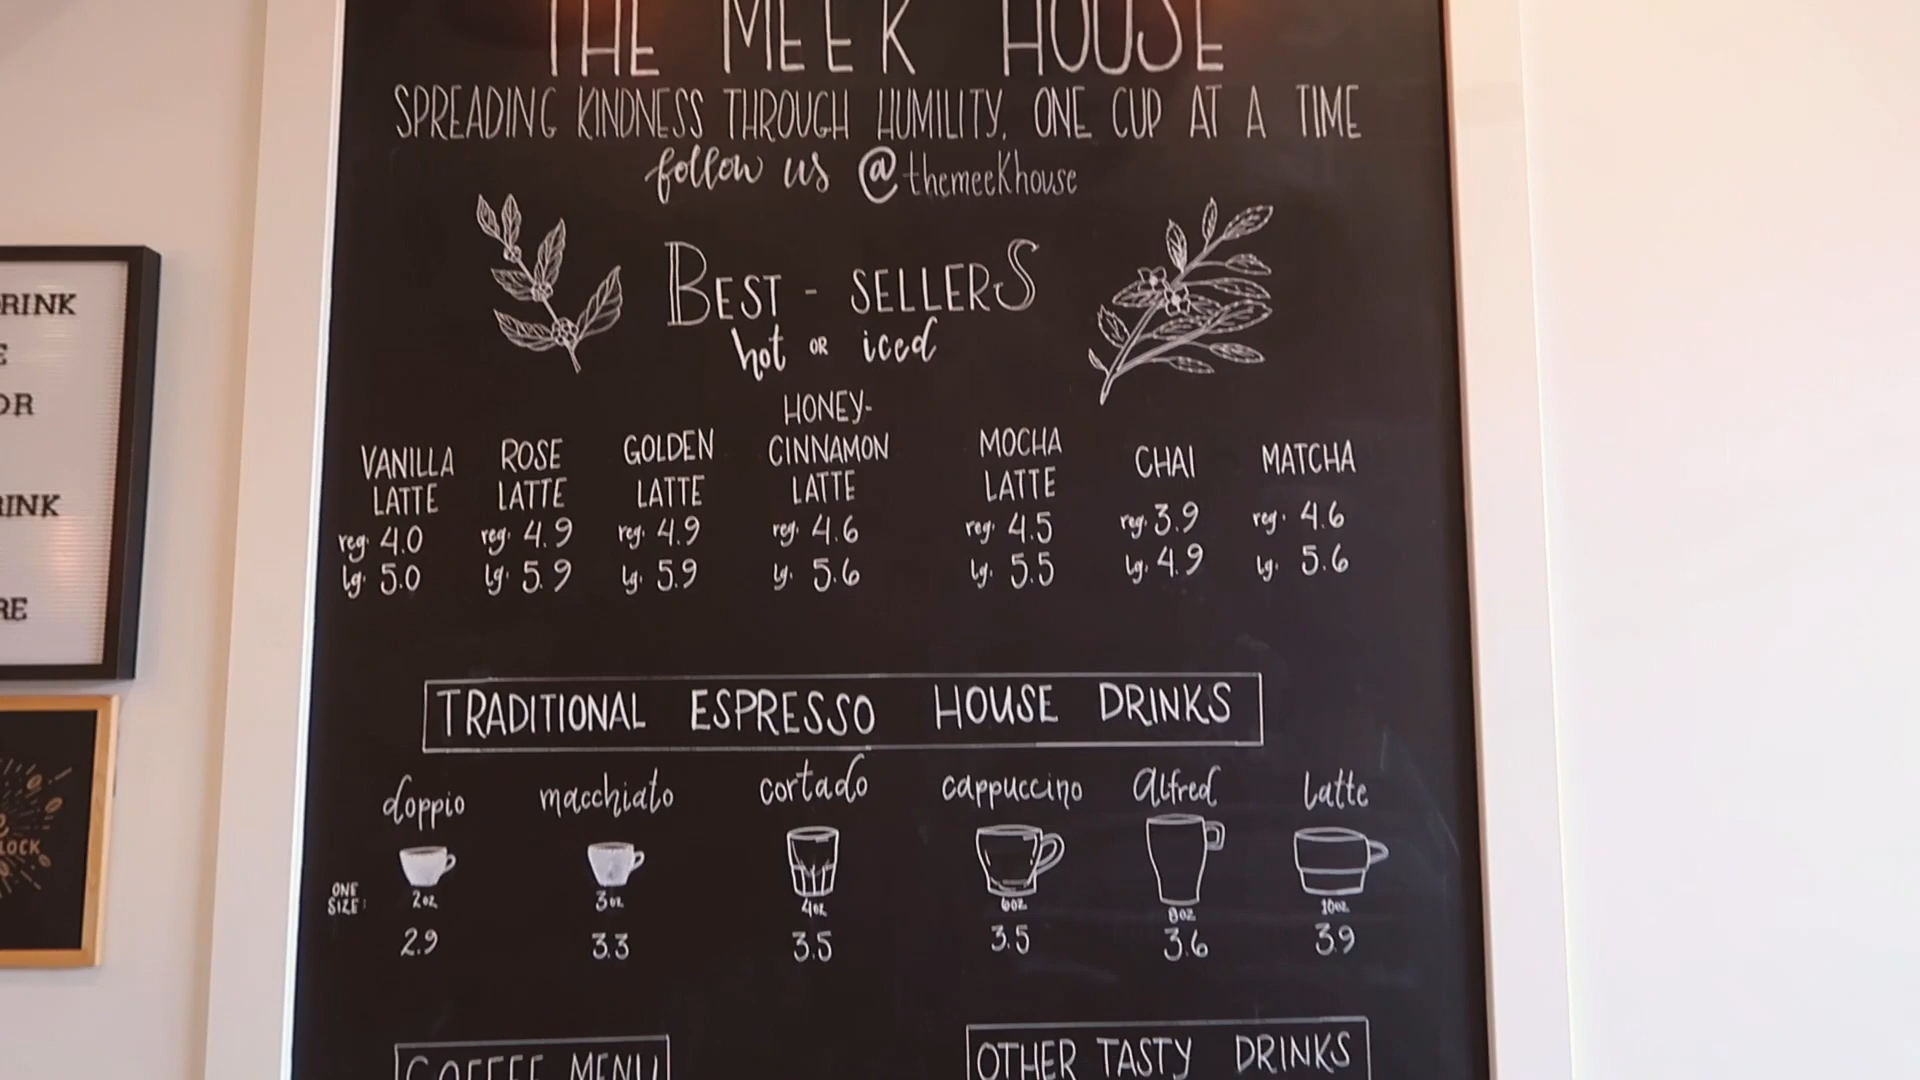 THE MEEK HOUSE
SPREADING KINDNESS THROUGH HUMILITY, ONE CUP AT A TIME
follow us @themeekhouse
BEST - SELLERS
hot OR iced
VANILLA LATTE
reg. 4.0
lg. 5.0
ROSE LATTE
reg. 4.9
lg. 5.9
GOLDEN LATTE
reg. 4.9
lg. 5.9
HONEY-
CINNAMON
LATTE
reg. 4.6
lg. 5.6
MOCHA
LATTE
reg. 4.5
lg. 5.5
CHAI
reg. 3.9
lg. 4.9
MATCHA
reg. 4.6
lg. 5.6
TRADITIONAL ESPRESSO HOUSE DRINKS
doppio macchiato cortado cappuccino alfred latte
ONE SIZE: 2oz 3oz 4oz 6oz 8oz 10oz
2.9 3.3 3.5 3.5 3.6 3.9
COFFEE MENU
OTHER TASTY DRINKS